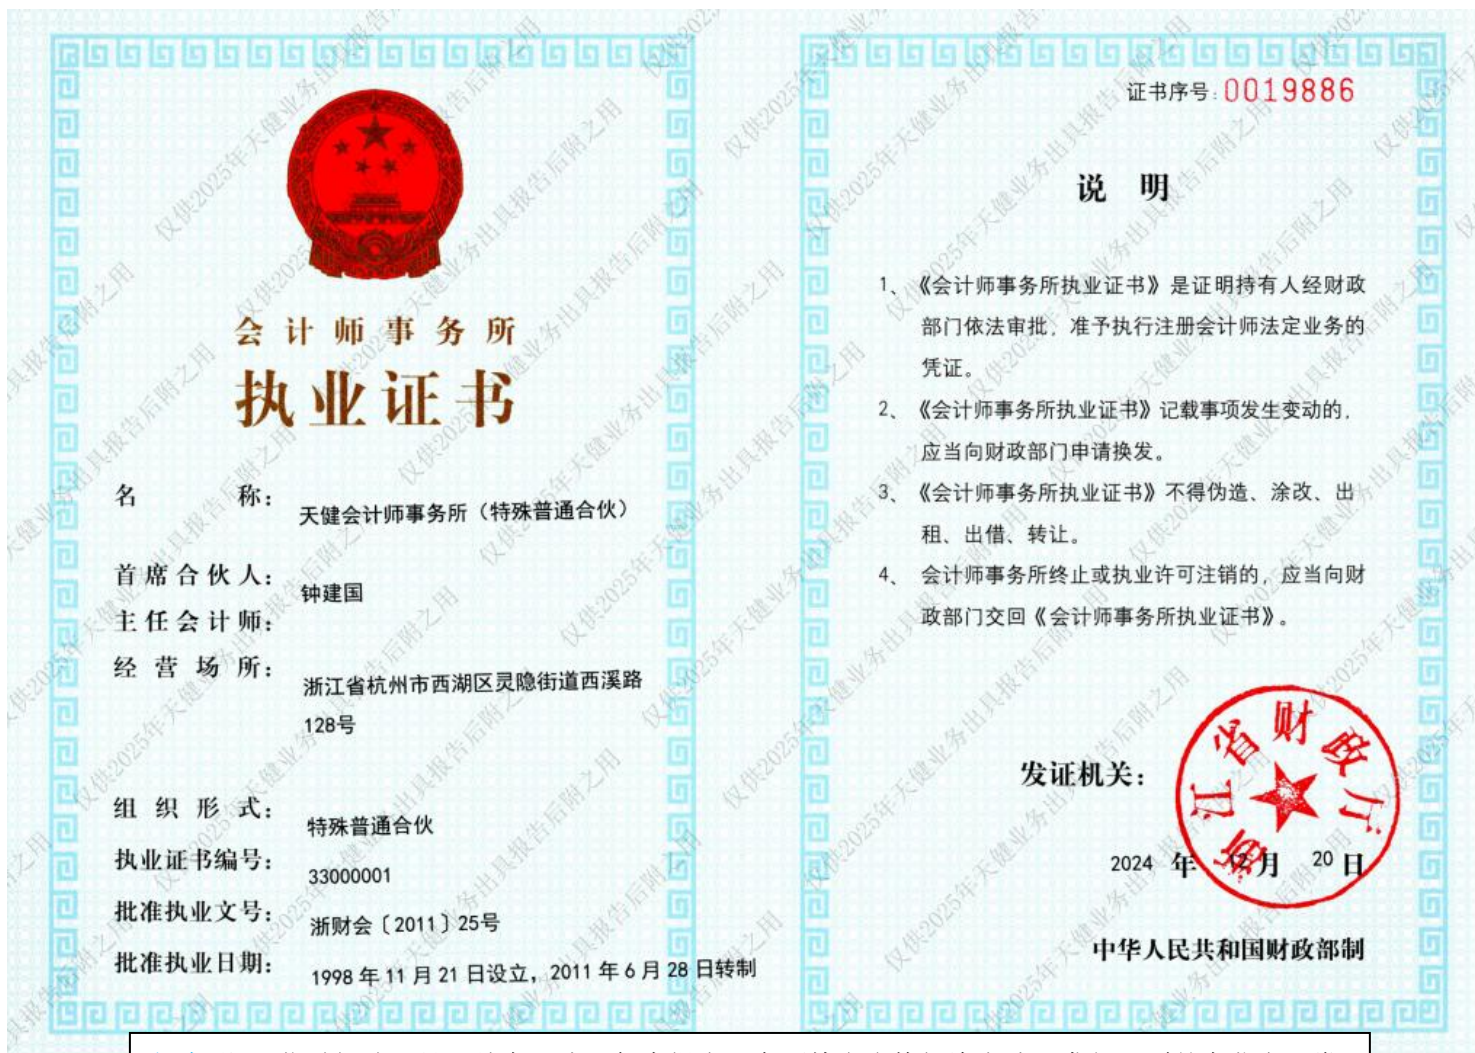 会计师事务所
执业证书
名称：
天健会计师事务所（特殊普通合伙）
首席合伙人：
钟建国
主任会计师：
经营场所：
浙江省杭州市西湖区灵隐街道西溪路
128号
组织形式：
特殊普通合伙
执业证书编号：
33000001
批准执业文号：
浙财会〔2011〕25号
批准执业日期：
1998年11月21日设立，2011年6月28日转制
证书序号：0019886
说明
1、《会计师事务所执业证书》是证明持有人经财政
部门依法审批，准予执行注册会计师法定业务的
凭证。
2、《会计师事务所执业证书》记载事项发生变动的，
应当向财政部门申请换发。
3、《会计师事务所执业证书》不得伪造、涂改、出
租、出借、转让。
4、会计师事务所终止或执业许可注销的，应当向财
政部门交回《会计师事务所执业证书》。
发证机关：
浙江省财政厅
2024年12月20日
中华人民共和国财政部制
仅供2025年天健业务出具报告后附之用